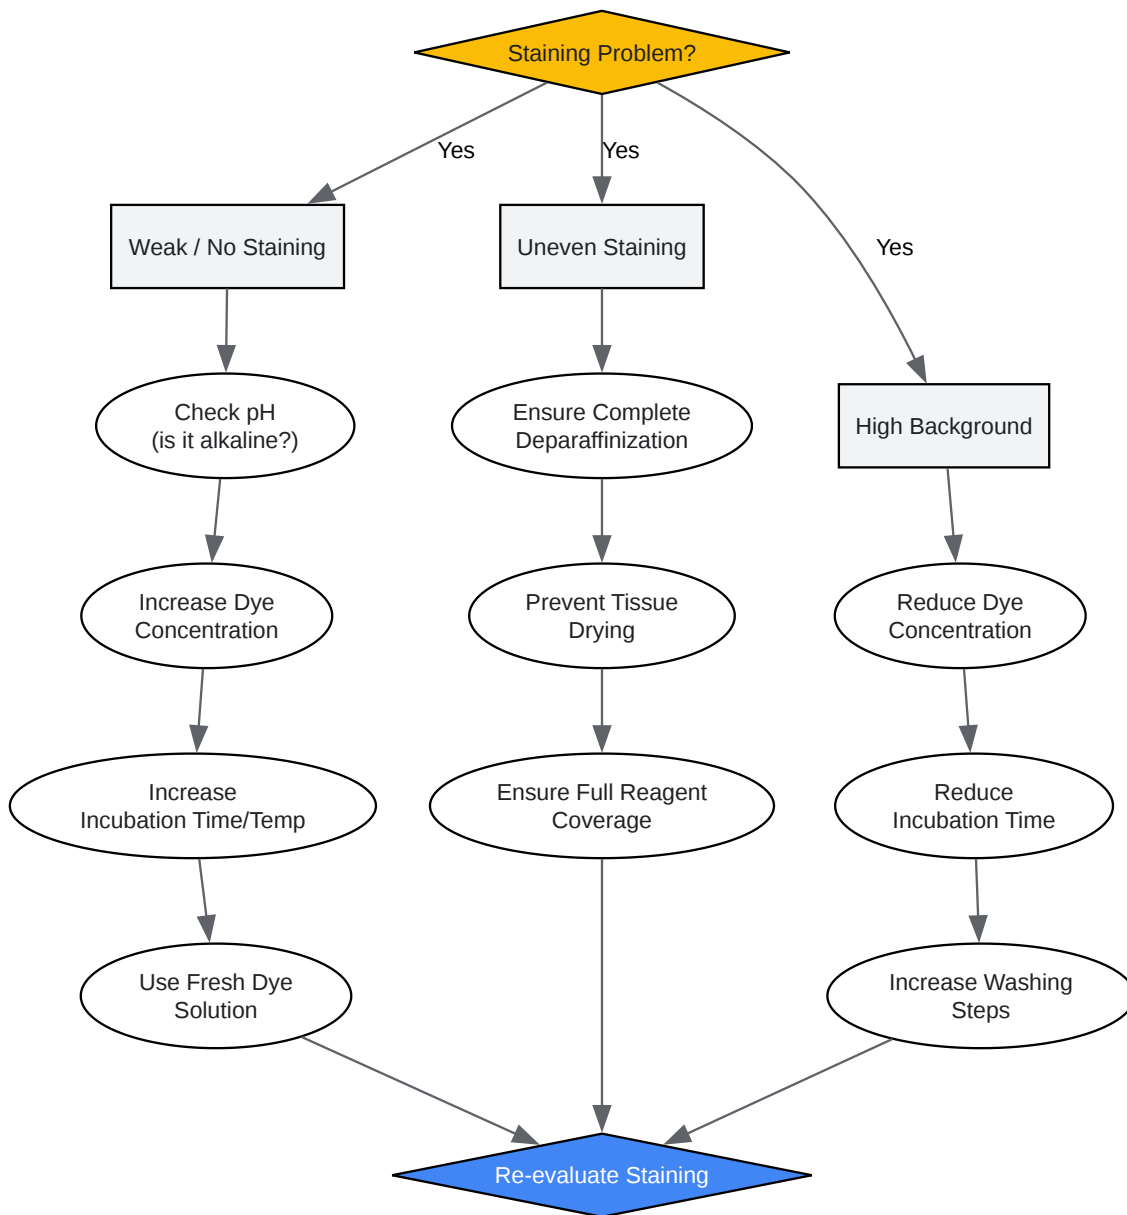 Staining Problem?
Yes
Yes
Yes
Weak / No Staining
Uneven Staining
High Background
Check pH
(is it alkaline?)
Ensure Complete
Deparaffinization
Increase Dye
Concentration
Prevent Tissue
Drying
Reduce Dye
Concentration
Increase
Incubation Time/Temp
Ensure Full Reagent
Coverage
Reduce
Incubation Time
Use Fresh Dye
Solution
Increase Washing
Steps
Re-evaluate Staining